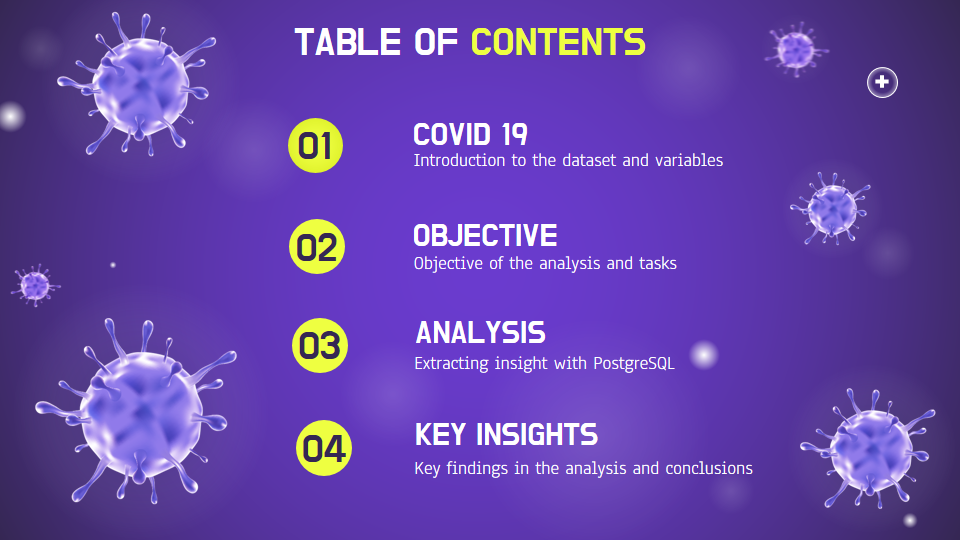 TABLE OF CONTENTS
01
COVID 19
Introduction to the dataset and variables
02
OBJECTIVE
Objective of the analysis and tasks
03
ANALYSIS
Extracting insight with PostgreSQL
04
KEY INSIGHTS
Key findings in the analysis and conclusions